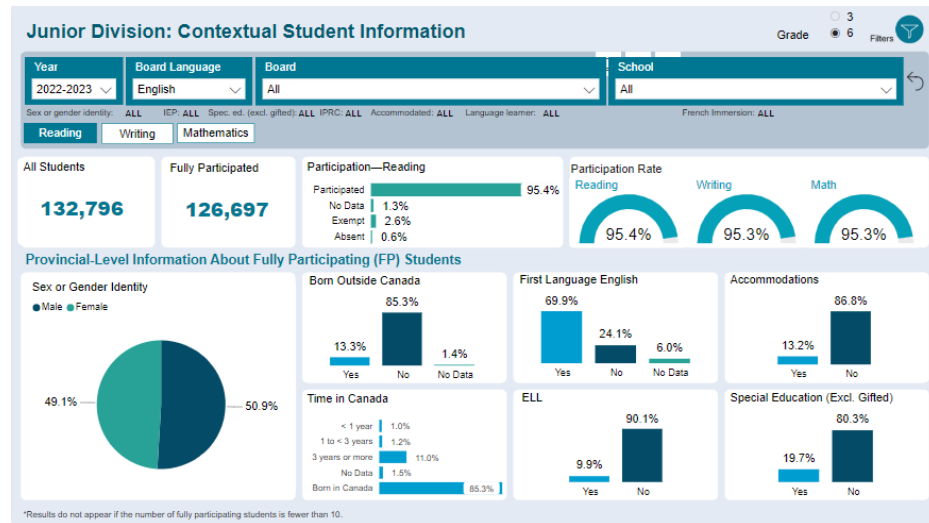 Junior Division: Contextual Student Information
Grade
3
6
Filters
Year
Board Language
Board
School
2022-2023
English
All
All
Sex or gender identity: ALL IEP: ALL Spec. ed. (excl. gifted): ALL IPRC: ALL Accommodated: ALL Language learner: ALL French Immersion: ALL
Reading
Writing
Mathematics
All Students
132,796
Fully Participated
126,697
Participation—Reading
Participated 95.4%
No Data 1.3%
Exempt 2.6%
Absent 0.6%
Participation Rate
Reading
Writing
Math
95.4%
95.3%
95.3%
Provincial-Level Information About Fully Participating (FP) Students
Sex or Gender Identity
Male Female
49.1%
50.9%
Born Outside Canada
13.3%
85.3%
1.4%
Yes No No Data
First Language English
69.9%
24.1%
6.0%
Yes No No Data
Accommodations
13.2%
86.8%
Yes No
Time in Canada
< 1 year 1.0%
1 to < 3 years 1.2%
3 years or more 11.0%
No Data 1.5%
Born in Canada 85.3%
ELL
9.9%
90.1%
Yes No
Special Education (Excl. Gifted)
19.7%
80.3%
Yes No
*Results do not appear if the number of fully participating students is fewer than 10.